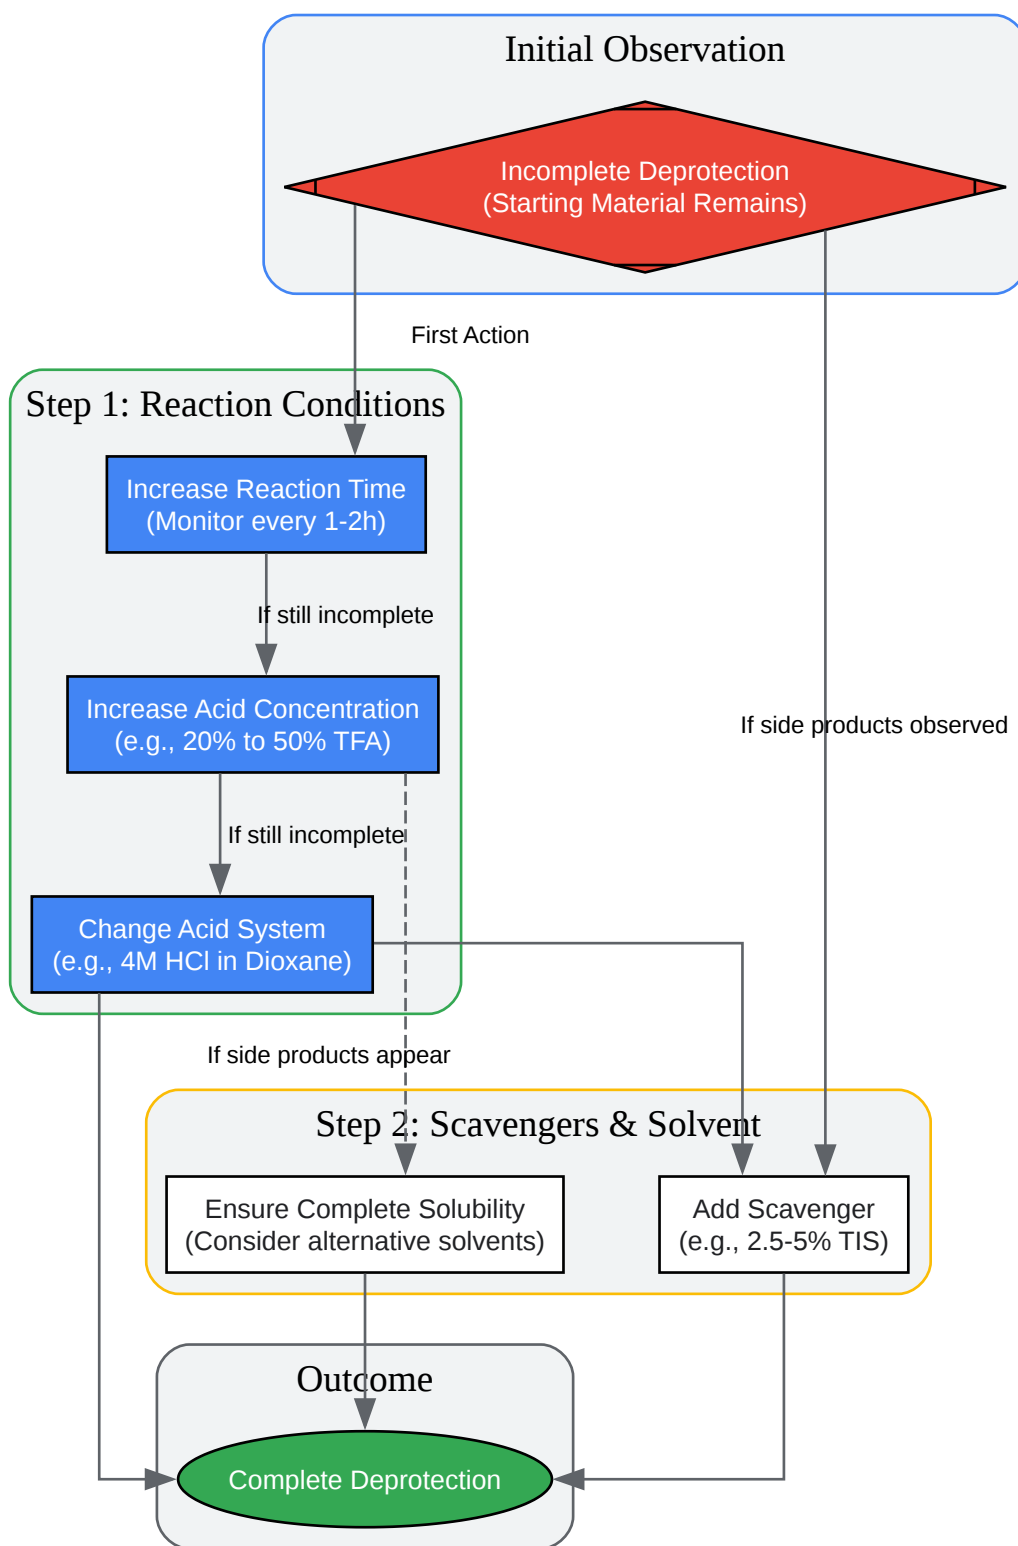 Initial Observation
Incomplete Deprotection
(Starting Material Remains)
First Action
Step 1: Reaction Conditions
Increase Reaction Time
(Monitor every 1-2h)
If still incomplete
Increase Acid Concentration
(e.g., 20% to 50% TFA)
If side products observed
If still incomplete
Change Acid System
(e.g., 4M HCl in Dioxane)
If side products appear
Step 2: Scavengers & Solvent
Ensure Complete Solubility
(Consider alternative solvents)
Add Scavenger
(e.g., 2.5-5% TIS)
Outcome
Complete Deprotection